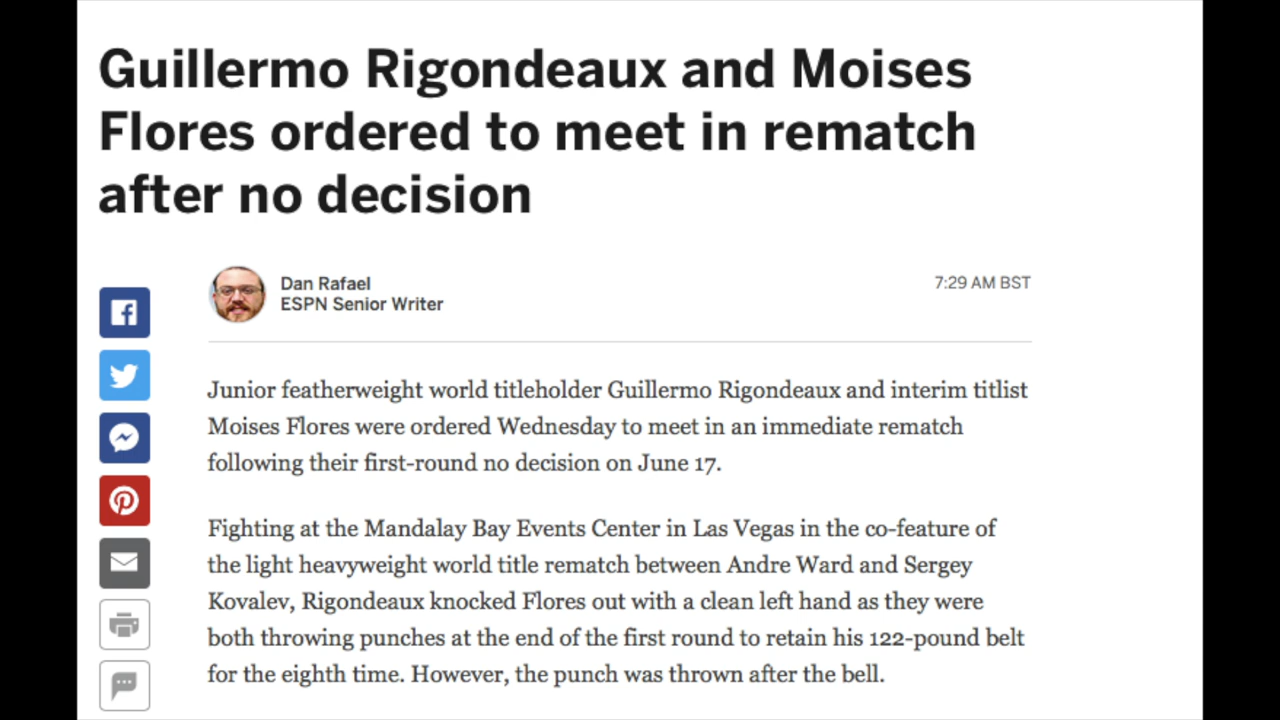 Guillermo Rigondeaux and Moises
Flores ordered to meet in rematch
after no decision
Dan Rafael
ESPN Senior Writer
7:29 AM BST
Junior featherweight world titleholder Guillermo Rigondeaux and interim titlist
Moises Flores were ordered Wednesday to meet in an immediate rematch
following their first-round no decision on June 17.
Fighting at the Mandalay Bay Events Center in Las Vegas in the co-feature of
the light heavyweight world title rematch between Andre Ward and Sergey
Kovalev, Rigondeaux knocked Flores out with a clean left hand as they were
both throwing punches at the end of the first round to retain his 122-pound belt
for the eighth time. However, the punch was thrown after the bell.